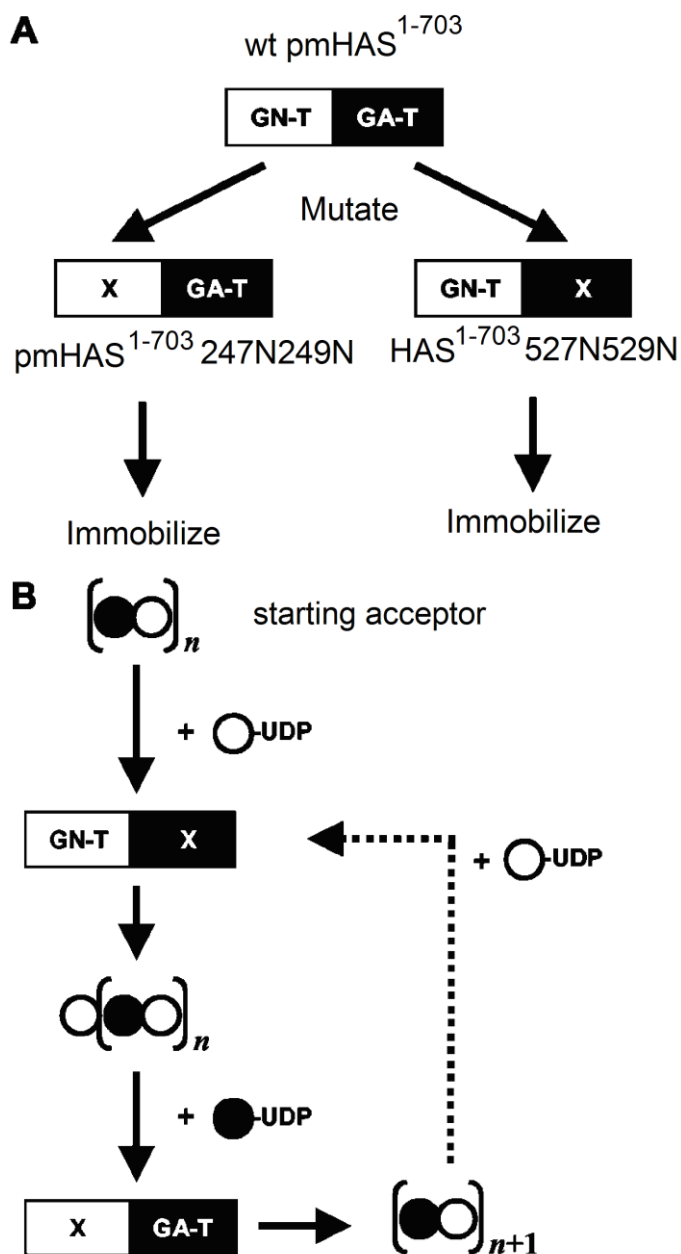 A
wt pmHAS1-703
GN-T GA-T
Mutate
X GA-T GN-T X
pmHAS1-703 247N249N HAS1-703 527N529N
Immobilize Immobilize
B
n starting acceptor
+ -UDP
GN-T X + -UDP
n
+ -UDP
X GA-T n+1